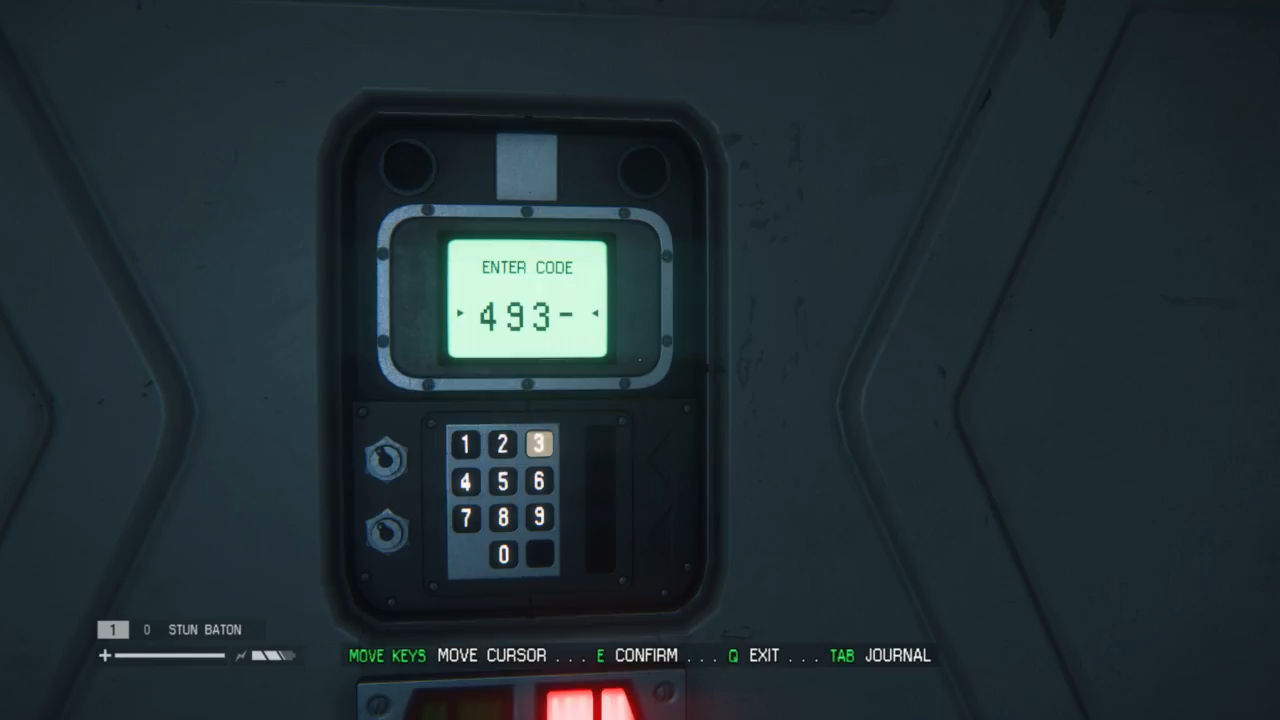 ENTER CODE
▸ 493- ◂
1 2 3
4 5 6
7 8 9
0
1 0 STUN BATON
MOVE KEYS MOVE CURSOR . . . E CONFIRM . . . Q EXIT . . . TAB JOURNAL